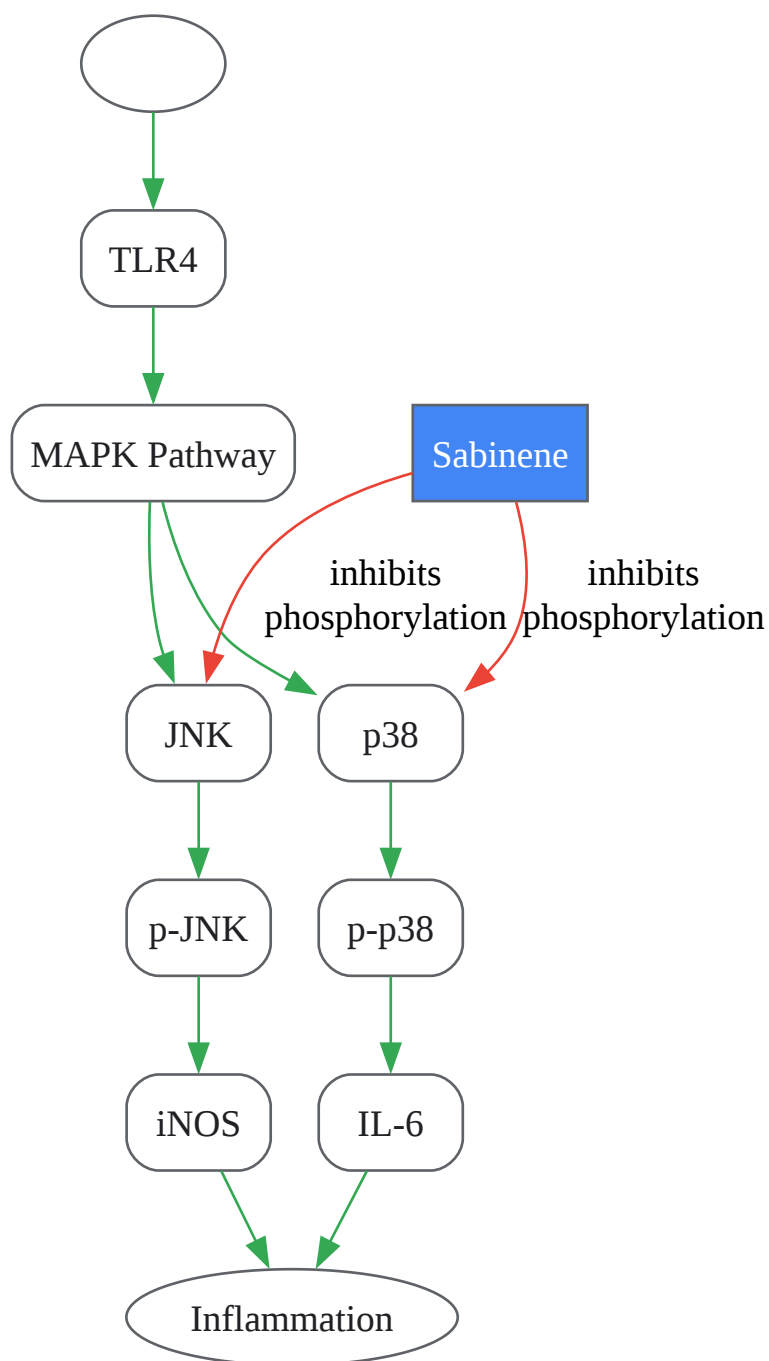 TLR4
MAPK Pathway
Sabinene
inhibits
phosphorylation
inhibits
phosphorylation
JNK
p38
p-JNK
p-p38
iNOS
IL-6
Inflammation